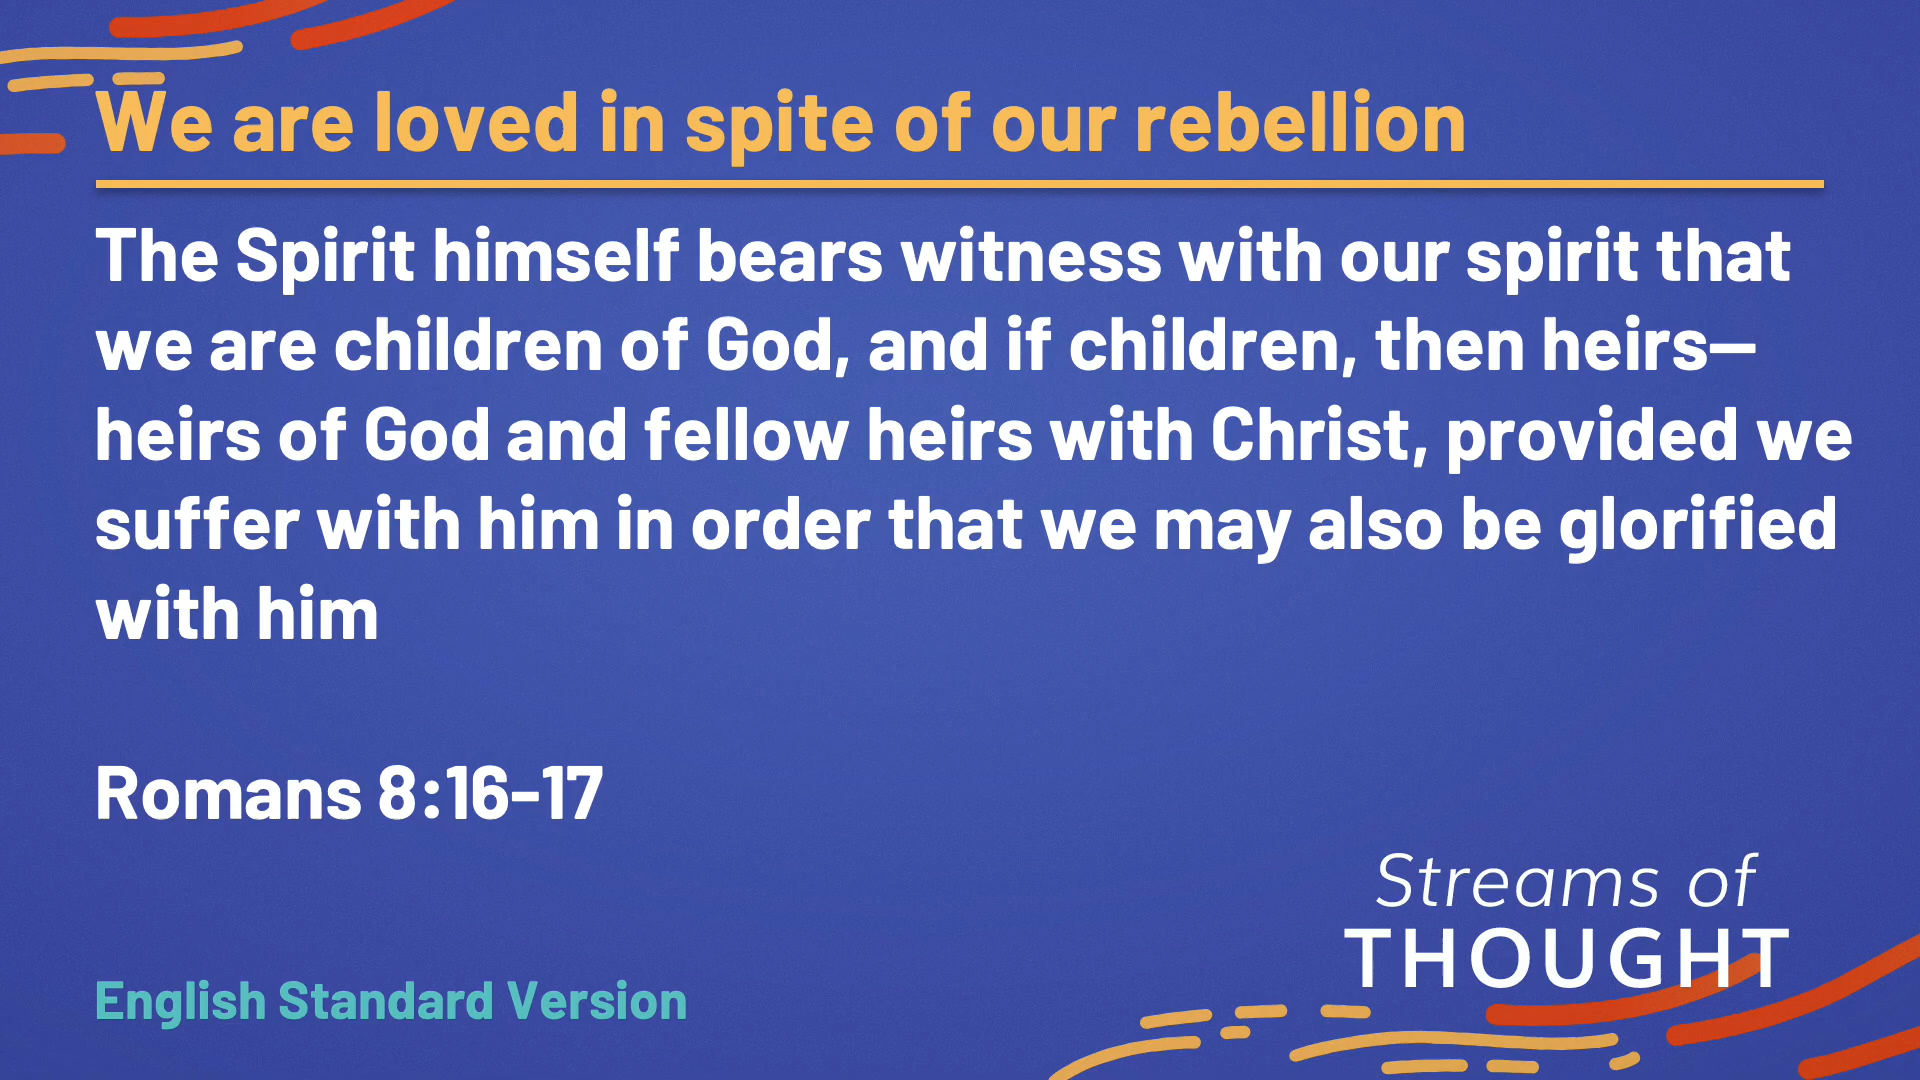 We are loved in spite of our rebellion
The Spirit himself bears witness with our spirit that
we are children of God, and if children, then heirs—
heirs of God and fellow heirs with Christ, provided we
suffer with him in order that we may also be glorified
with him
Romans 8:16-17
Streams of
THOUGHT
English Standard Version